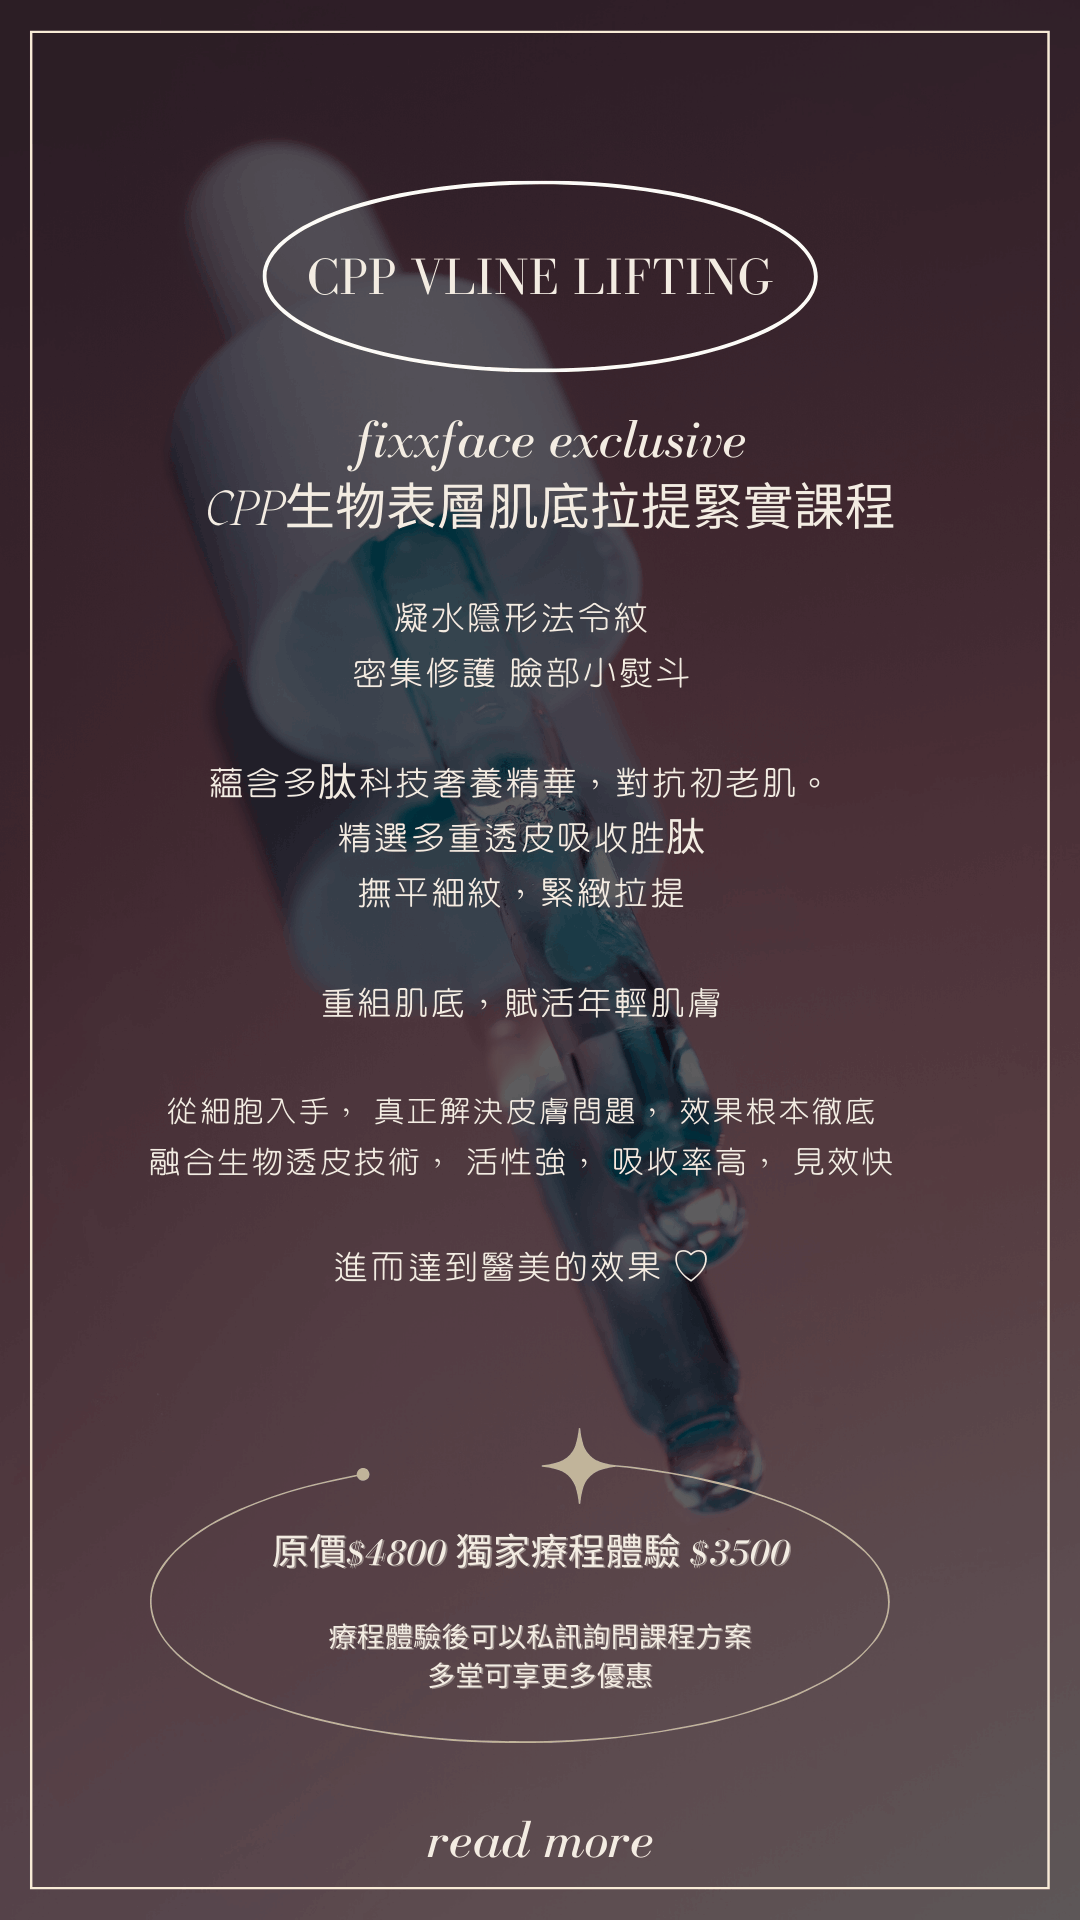 CPP VLINE LIFTING
fixxface exclusive
CPP生物表層肌底拉提緊實課程
凝水隱形法令紋
密集修護 臉部小熨斗
蘊含多肽科技奢養精華，對抗初老肌。
精選多重透皮吸收胜肽
撫平細紋，緊緻拉提
重組肌底，賦活年輕肌膚
從細胞入手， 真正解決皮膚問題， 效果根本徹底
融合生物透皮技術， 活性強， 吸收率高， 見效快
進而達到醫美的效果 ♡
原價$4800 獨家療程體驗 $3500
療程體驗後可以私訊詢問課程方案
多堂可享更多優惠
read more